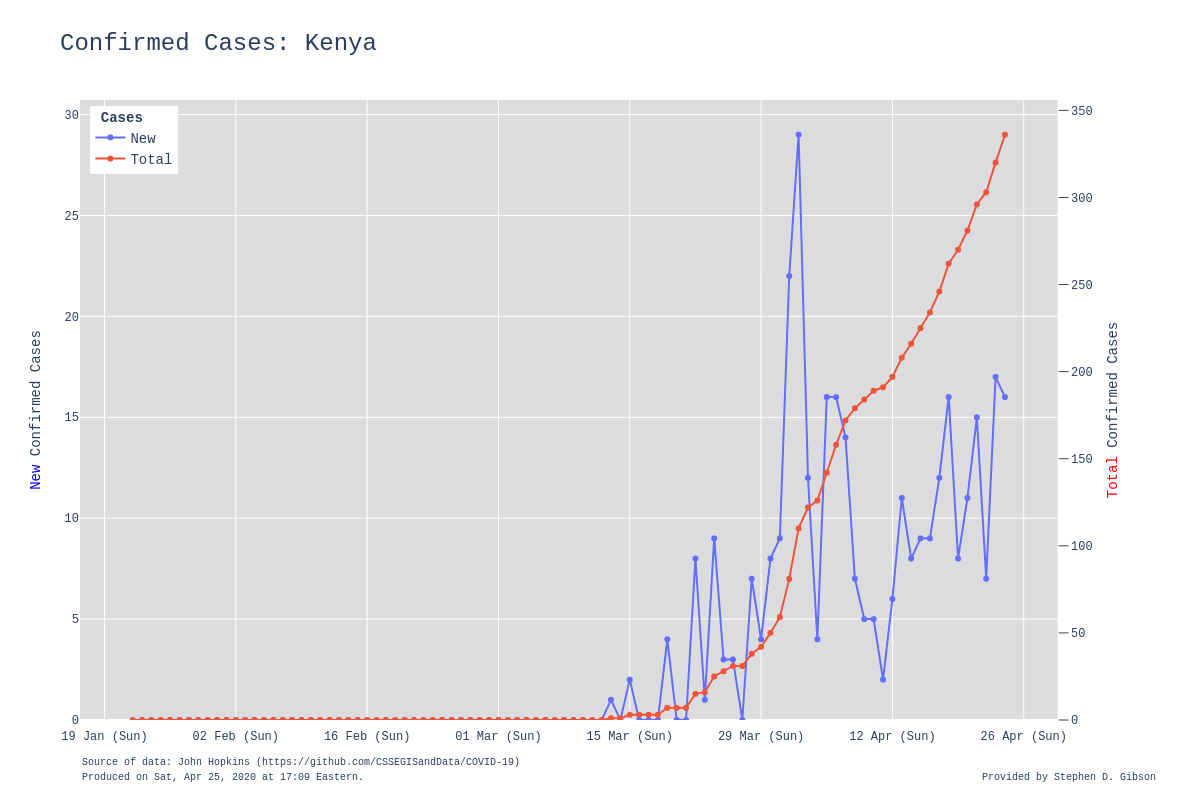 Confirmed Cases: Kenya
Cases
New
Total
30
25
20
15
10
5
0
350
300
250
200
150
100
50
0
New Confirmed Cases
Total Confirmed Cases
19 Jan (Sun) 02 Feb (Sun) 16 Feb (Sun) 01 Mar (Sun) 15 Mar (Sun) 29 Mar (Sun) 12 Apr (Sun) 26 Apr (Sun)
Source of data: John Hopkins (https://github.com/CSSEGISandData/COVID-19)
Produced on Sat, Apr 25, 2020 at 17:09 Eastern.
Provided by Stephen D. Gibson